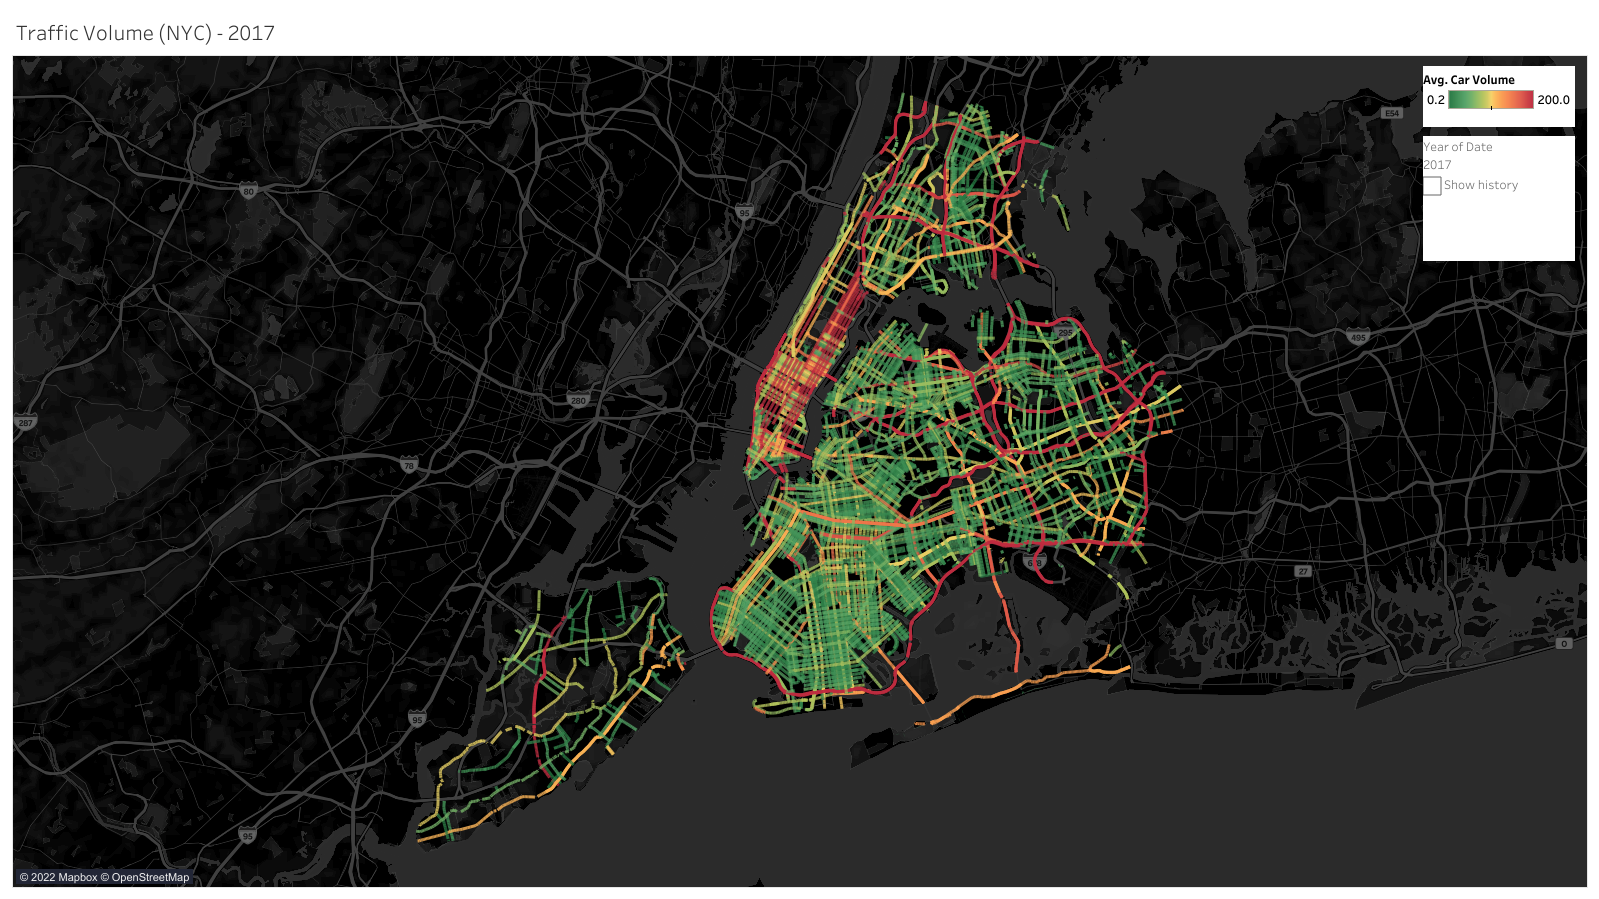 Traffic Volume (NYC) - 2017
Avg. Car Volume
0.2 200.0
Year of Date
2017
Show history
E54
80
95
295
495
280
287
78
27
0
95
95
© 2022 Mapbox © OpenStreetMap